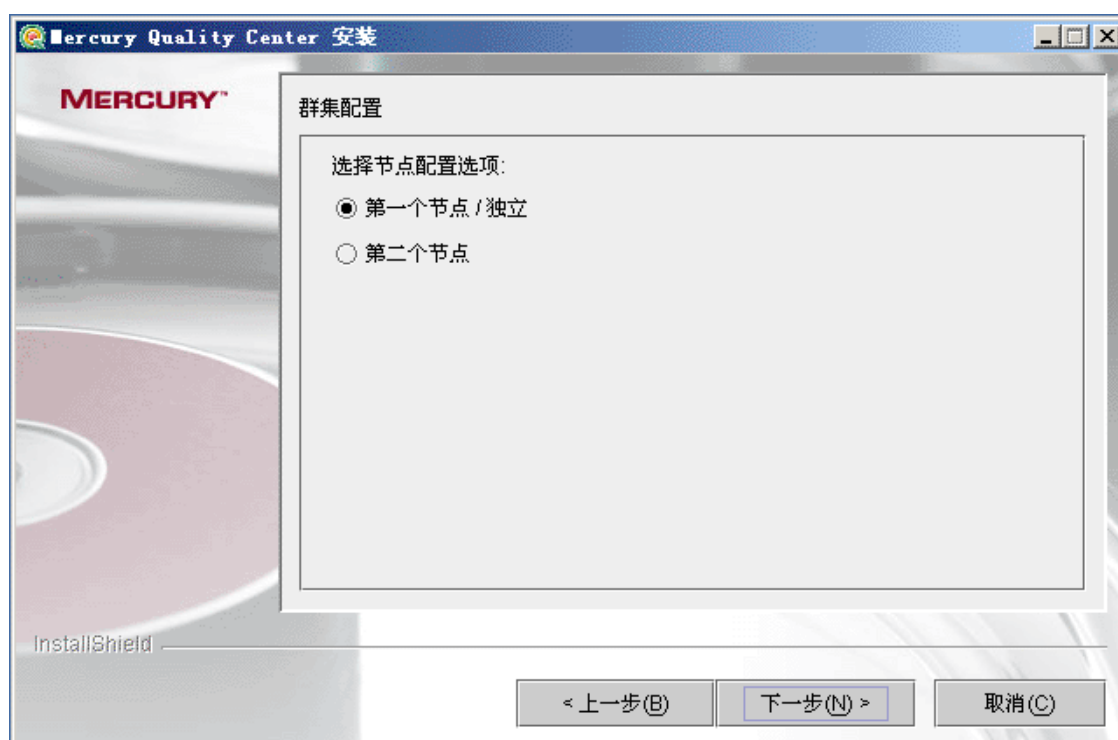 Mercury Quality Center 安装
MERCURY™
群集配置
选择节点配置选项:
第一个节点 / 独立
第二个节点
InstallShield
< 上一步(B)
下一步(N) >
取消(C)